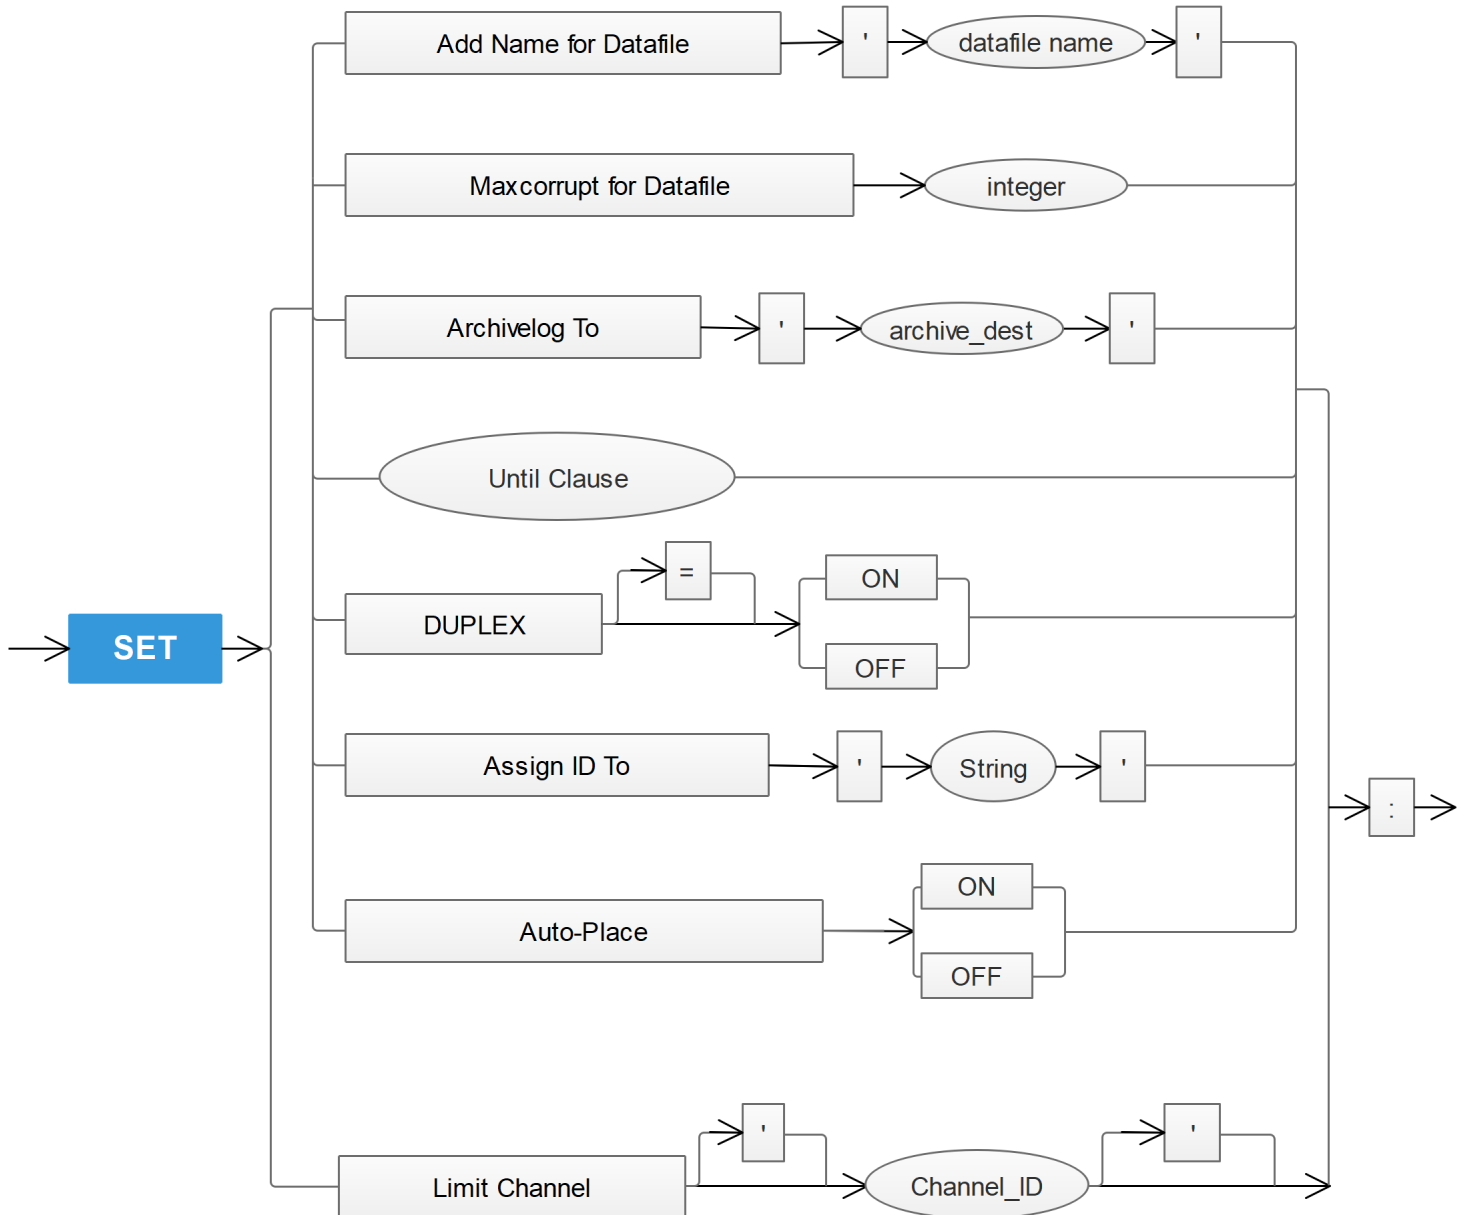 Add Name for Datafile ' datafile name '
Maxcorrupt for Datafile integer
Archivelog To ' archive_dest '
Until Clause
=
ON
DUPLEX
OFF
SET
Assign ID To ' String '
:
ON
Auto-Place
OFF
' '
Limit Channel Channel_ID